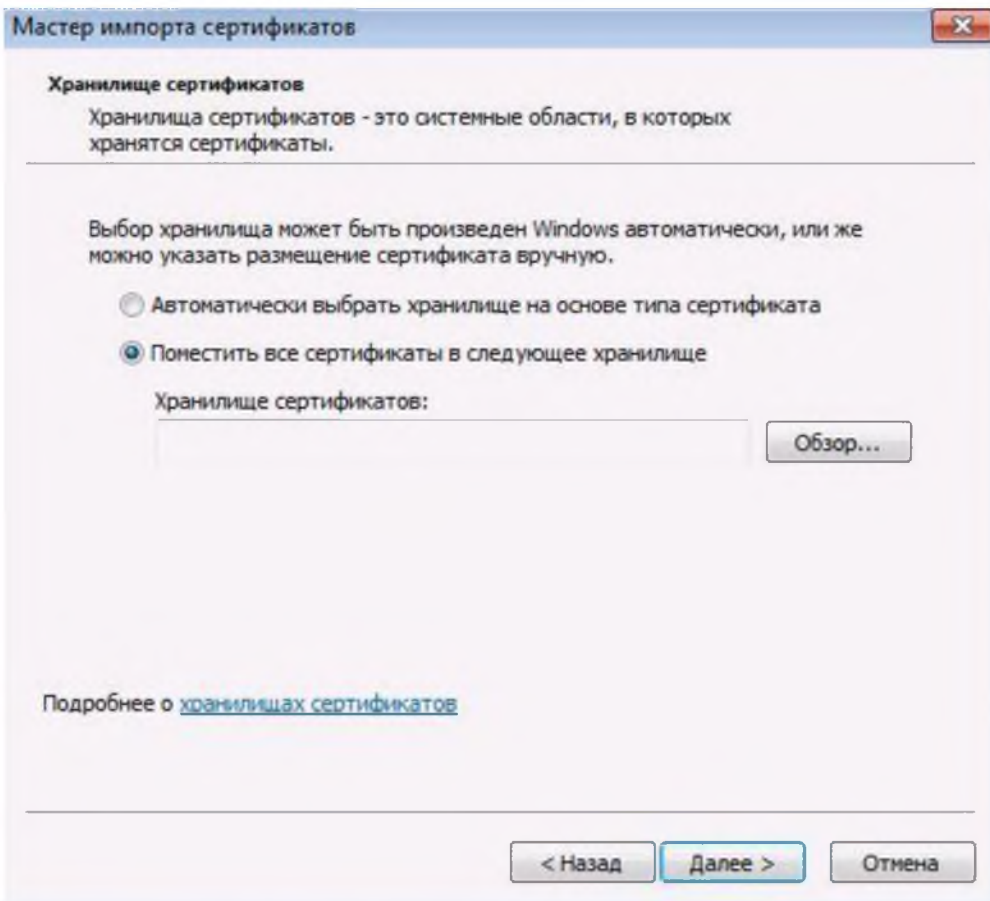 Мастер импорта сертификатов
Хранилище сертификатов
Хранилища сертификатов - это системные области, в которых
хранятся сертификаты.
Выбор хранилища может быть произведен Windows автоматически, или же
можно указать размещение сертификата вручную.
Автоматически выбрать хранилище на основе типа сертификата
Поместить все сертификаты в следующее хранилище
Хранилище сертификатов:
Обзор...
Подробнее о хранилищах сертификатов
< Назад Далее > Отмена